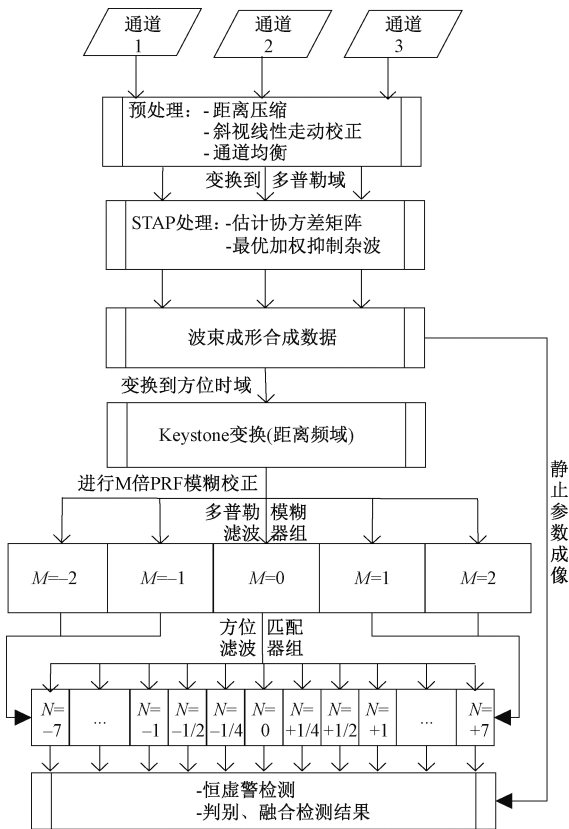 通道
1
通道
2
通道
3
预处理：- 距离压缩
- 斜视线性走动校正
- 通道均衡
变换到 多普勒域
STAP处理：-估计协方差矩阵
-最优加权抑制杂波
波束成形合成数据
变换到方位时域
Keystone变换(距离频域)
静止参数成像
进行M倍PRF模糊校正
多普勒 模糊
滤波 器组
M=–2
M=–1
M=0
M=1
M=2
方位 匹配
滤波 器组
N=
–7
...
N=
–1
N=
–1/2
N=
–1/4
N=
0
N=
+1/4
N=
+1/2
N=
+1
...
N=
+7
-恒虚警检测
-判别、融合检测结果